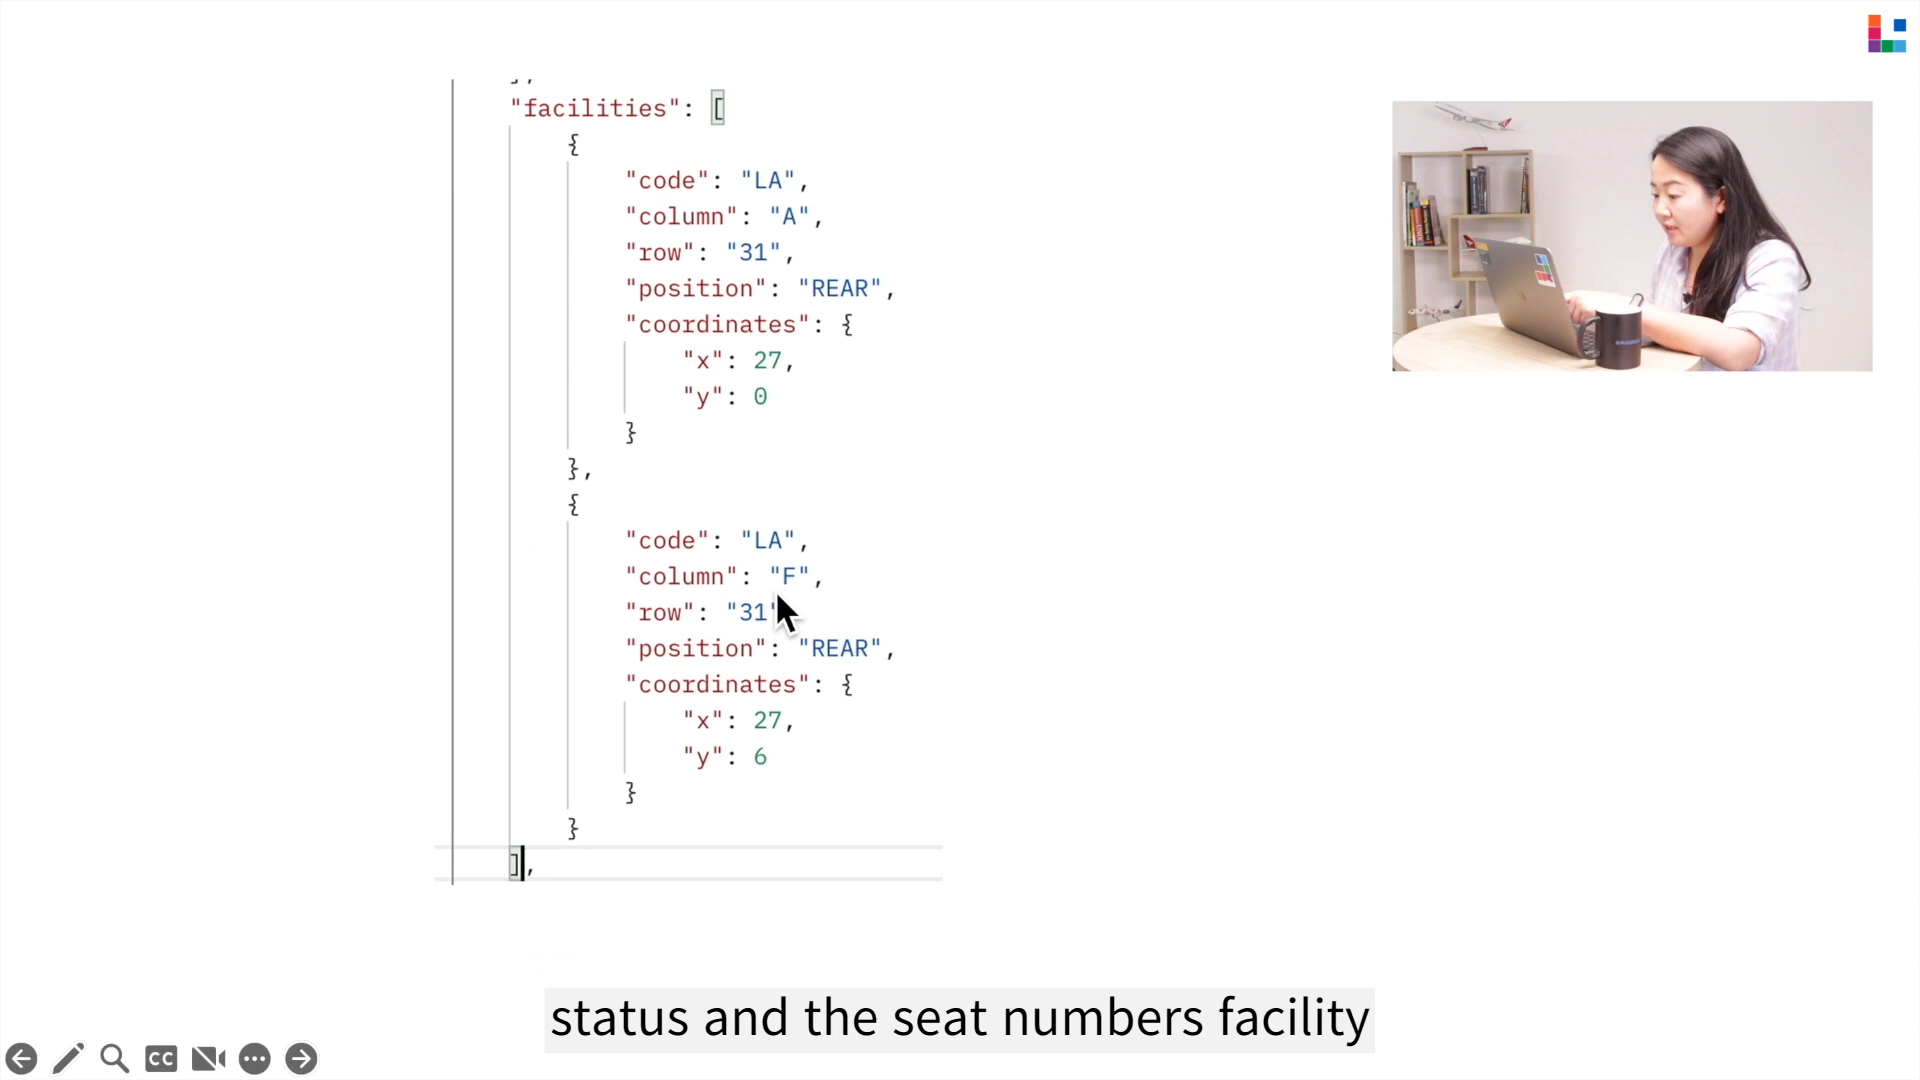 },
"facilities": [
{
"code": "LA",
"column": "A",
"row": "31",
"position": "REAR",
"coordinates": {
"x": 27,
"y": 0
}
},
{
"code": "LA",
"column": "F",
"row": "31"
"position": "REAR",
"coordinates": {
"x": 27,
"y": 6
}
}
],
status and the seat numbers facility
CC